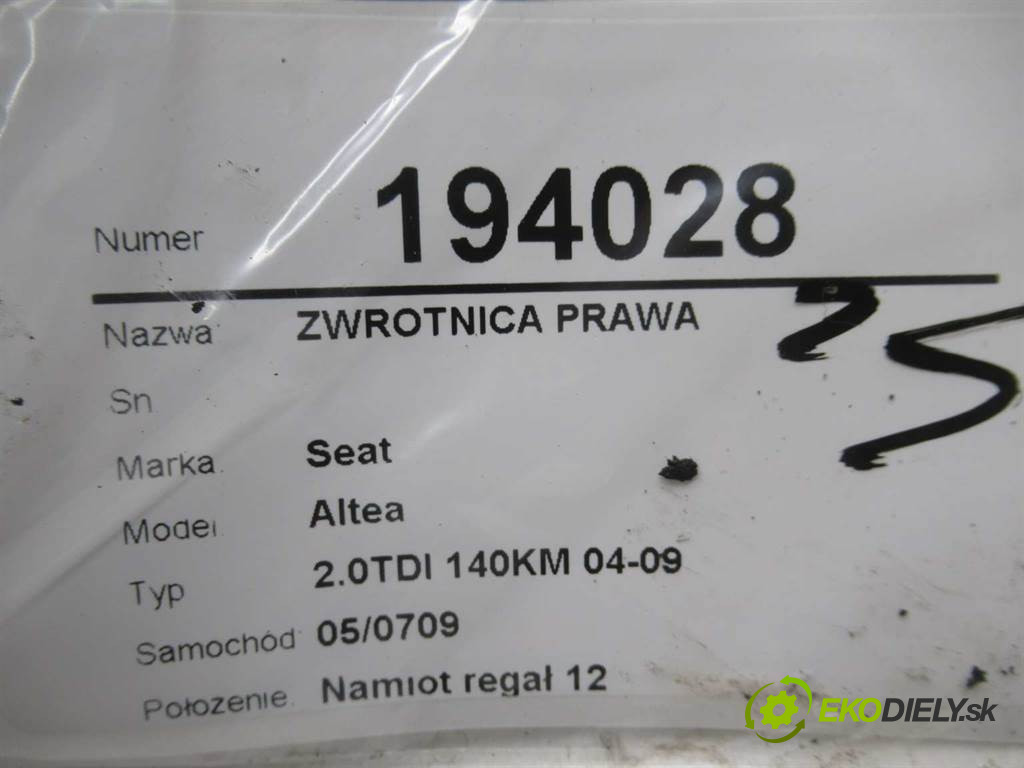 Numer 194028
Nazwa: ZWROTNICA PRAWA
Sn
Marka: Seat
Model: Altea
Typ 2.0TDI 140KM 04-09
Samochód: 05/0709
Położenie: Namiot regał 12
EKODIELY.sk